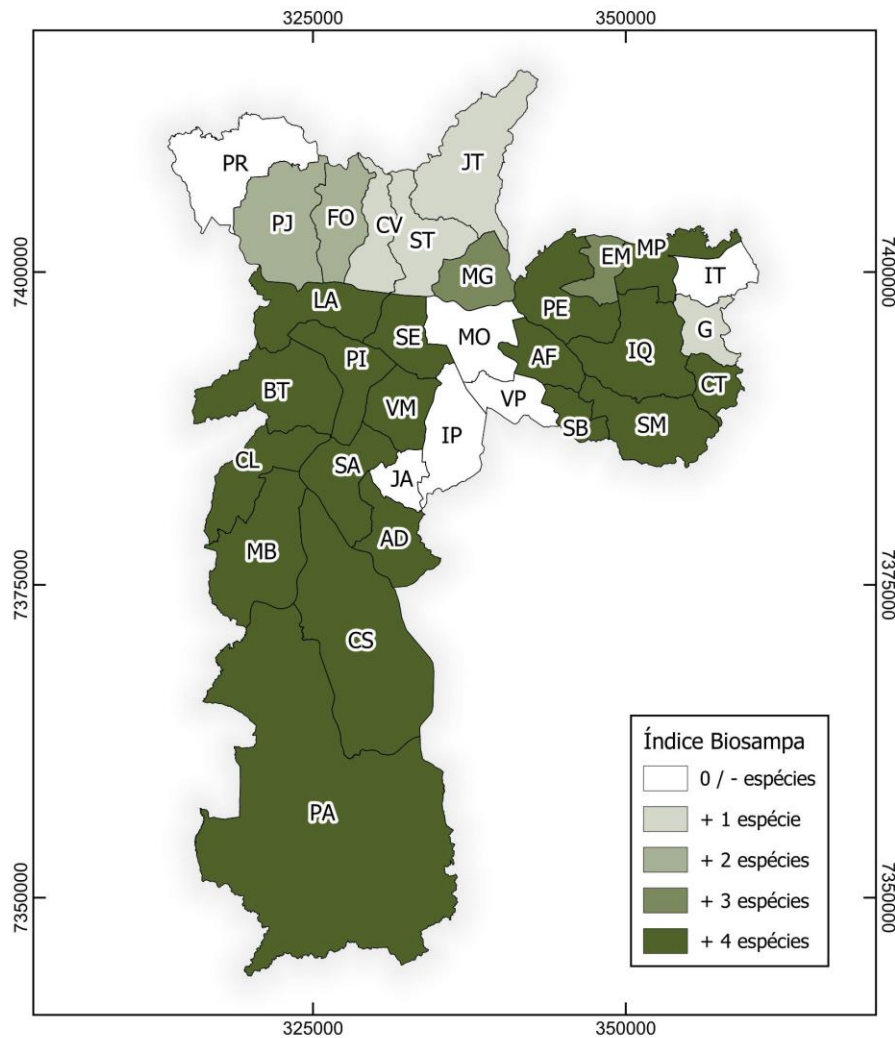 325000 350000
PR
JT
PJ
FO
CV
ST
MG
EM
MP
IT
7400000
7400000
LA
SE
MO
PE
G
PI
AF
IQ
BT
VM
VP
CT
IP
SB
SM
CL
SA
JA
AD
MB
7375000
7375000
CS
PA
Índice Biosampa
0 / - espécies
+ 1 espécie
+ 2 espécies
+ 3 espécies
+ 4 espécies
7350000
7350000
325000 350000